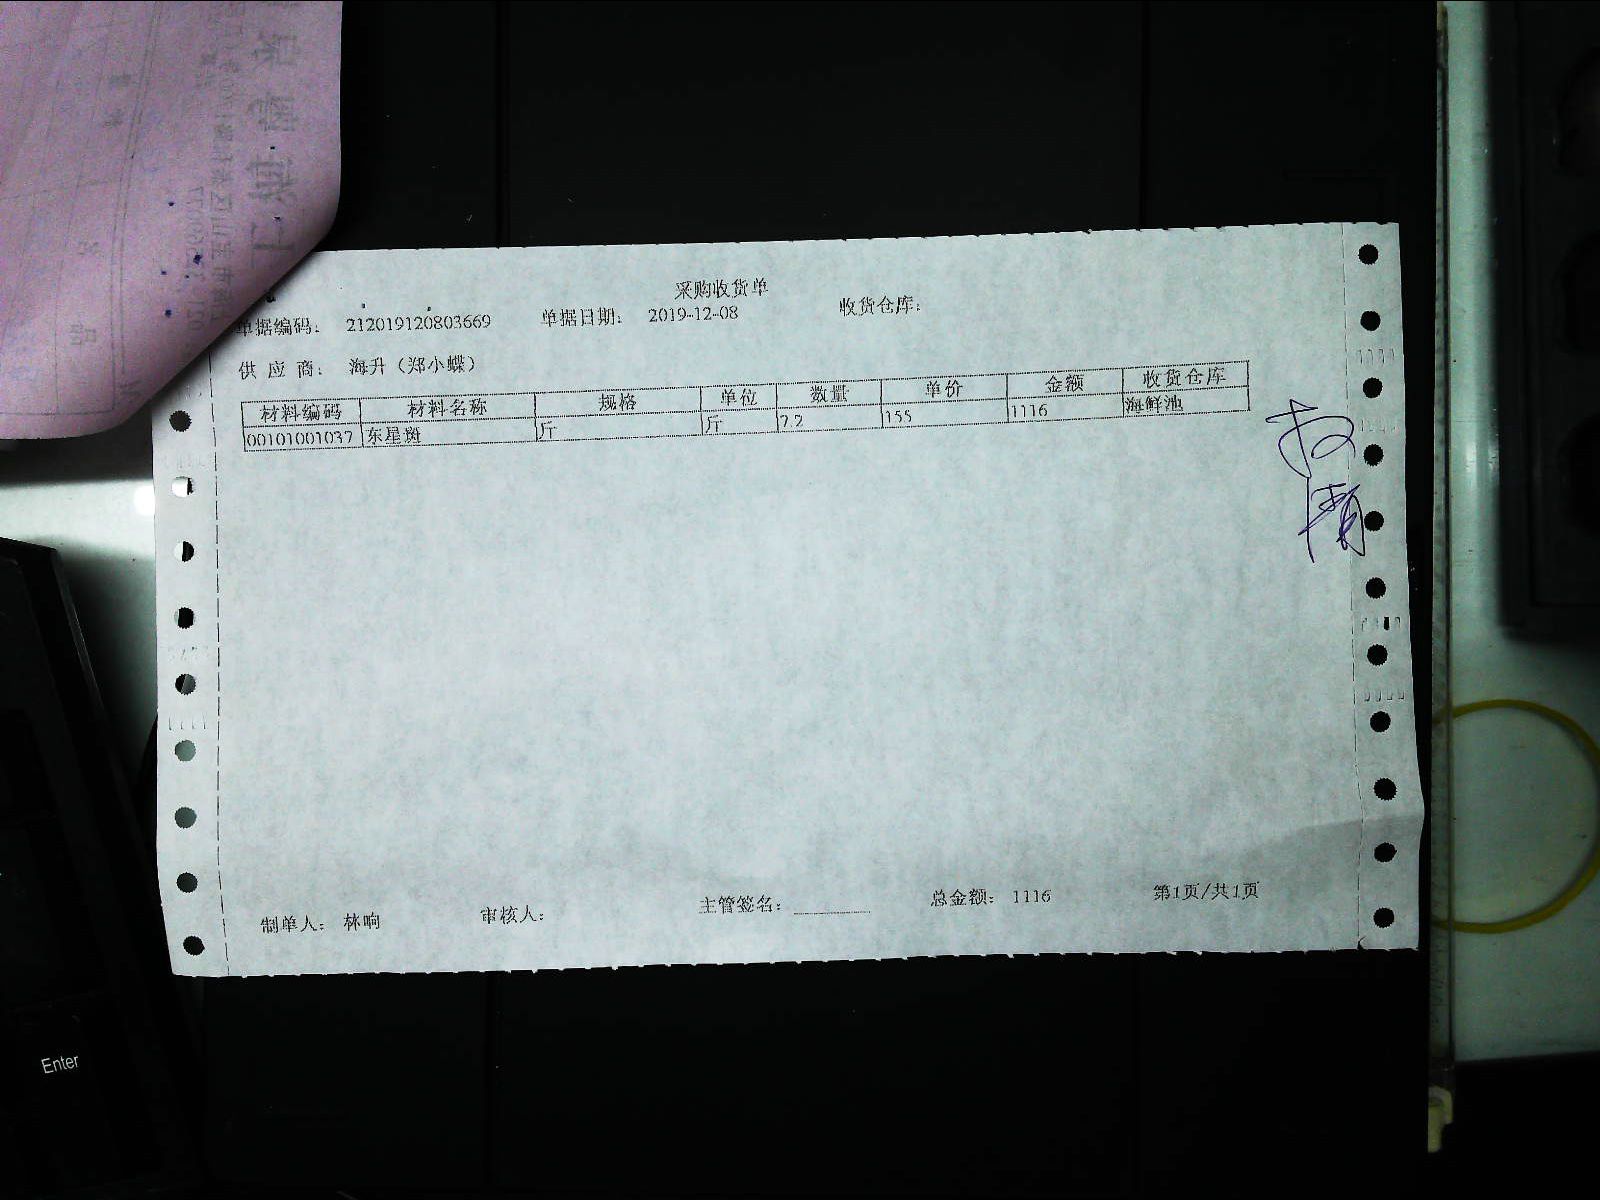 采购收货单
单据编码： 212019120803669 单据日期： 2019-12-08 收货仓库：
供 应 商： 海升（郑小蝶）
材料编码 材料名称 规格 单位 数量 单价 金额 收货仓库
00101001037 东星斑 斤 斤 7.2 155 1116 海鲜池
制单人： 林响 审核人： 主管签名： 总金额： 1116 第1页/共1页
Enter